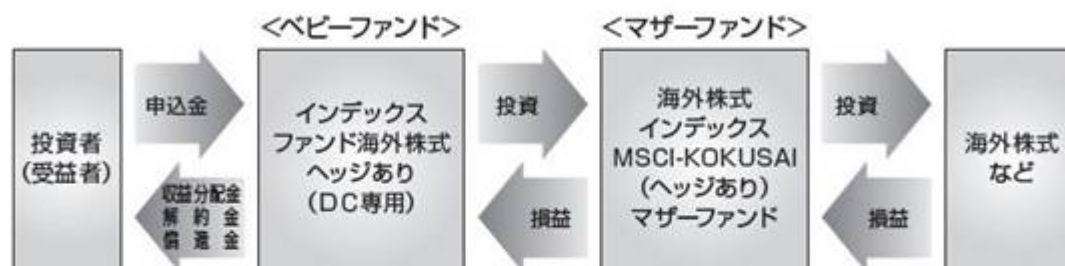 <ベビーファンド>
<マザーファンド>
投資者
(受益者)
申込金
収益分配金
解約金
償還金
インデックス
ファンド海外株式
ヘッジあり
(DC専用)
投資
損益
海外株式
インデックス
MSCI-KOKUSAI
(ヘッジあり)
マザーファンド
投資
損益
海外株式
など